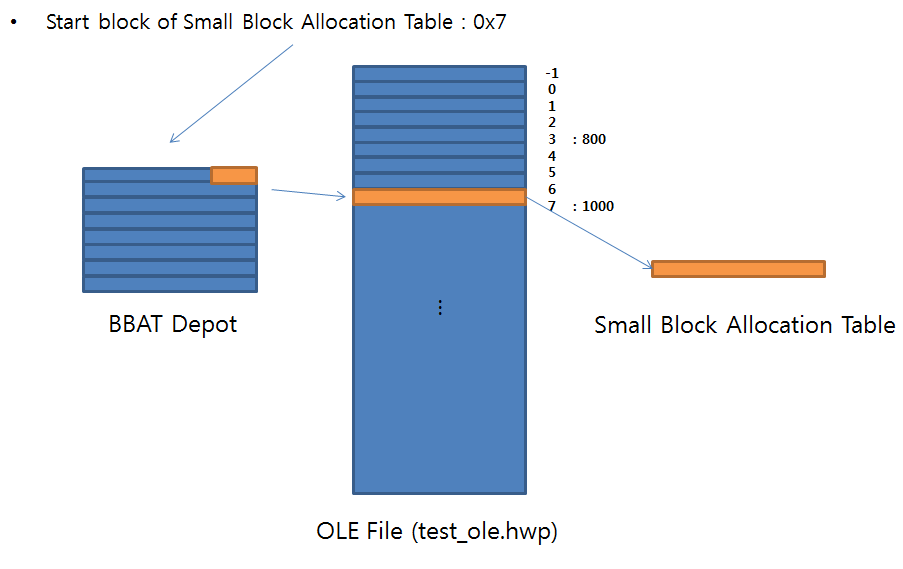 • Start block of Small Block Allocation Table : 0x7
-1
0
1
2
3 : 800
4
5
6
7 : 1000
⋮
BBAT Depot
Small Block Allocation Table
OLE File (test_ole.hwp)